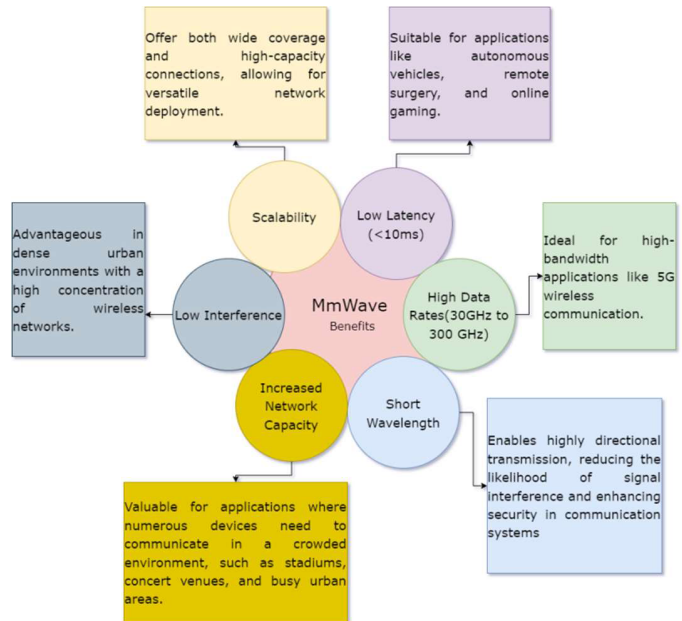 Offer both wide coverage
and high-capacity
connections, allowing for
versatile network
deployment.
Suitable for applications
like autonomous
vehicles, remote
surgery, and online
gaming.
Scalability
Low Latency
(<10ms)
Advantageous in
dense urban
environments with a
high concentration
of wireless
networks.
Low Interference
MmWave
Benefits
High Data
Rates(30GHz to
300 GHz)
Ideal for high-
bandwidth
applications like 5G
wireless
communication.
Increased
Network
Capacity
Short
Wavelength
Enables highly directional
transmission, reducing the
likelihood of signal
interference and enhancing
security in communication
systems
Valuable for applications where
numerous devices need to
communicate in a crowded
environment, such as stadiums,
concert venues, and busy urban
areas.